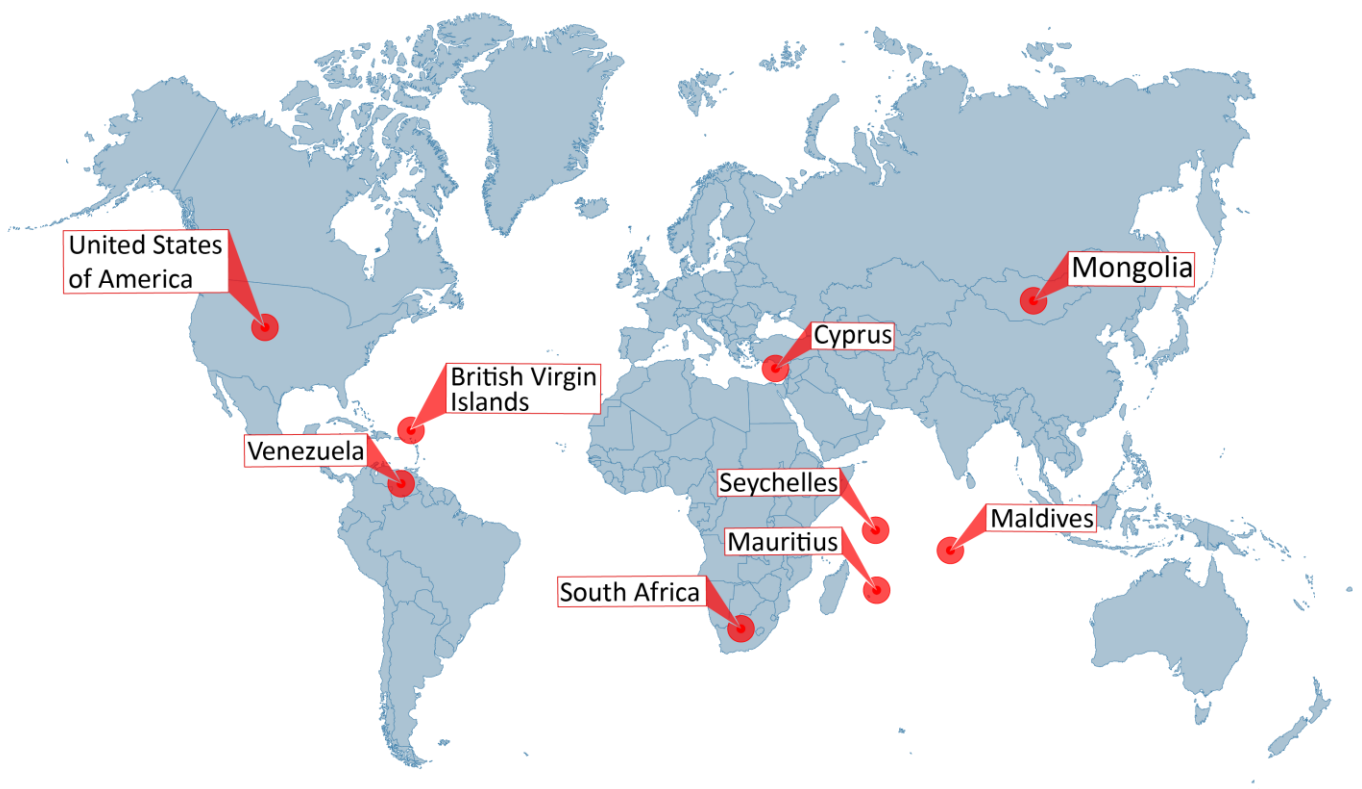 United States
of America
Mongolia
Cyprus
British Virgin
Islands
Venezuela
Seychelles
Maldives
Mauritius
South Africa